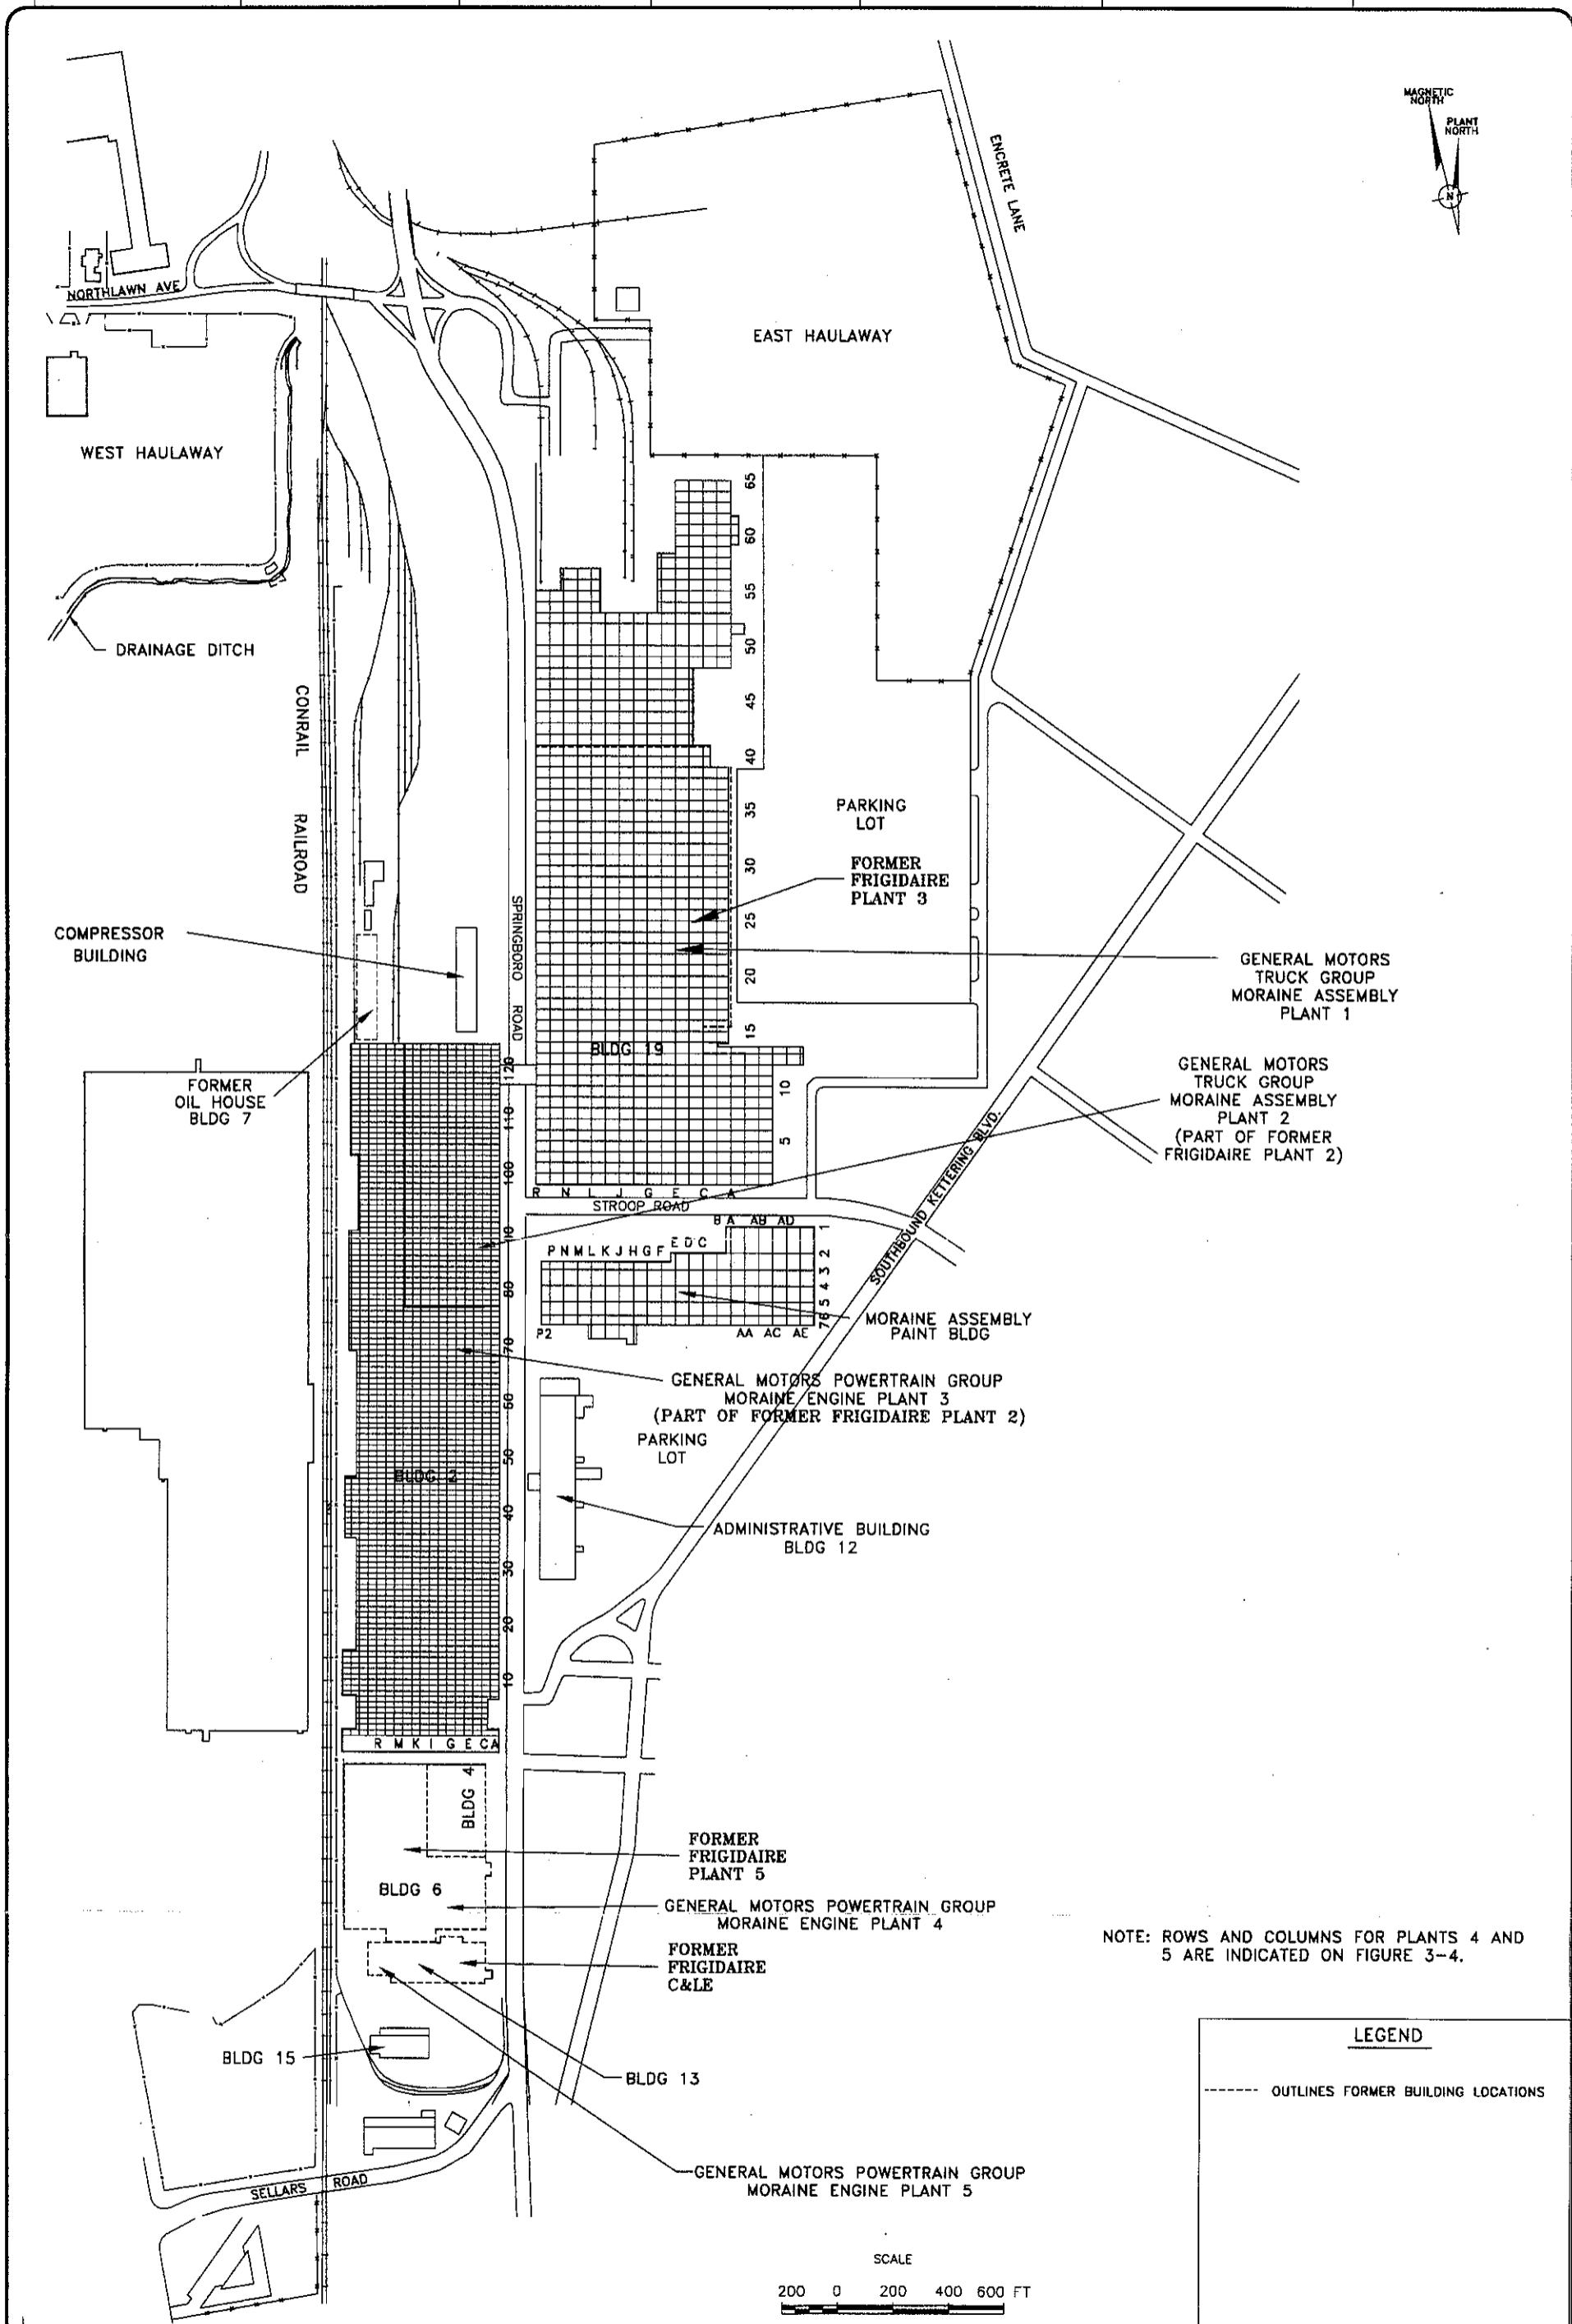 MAGNETIC
NORTH
PLANT
NORTH
N
ENCRETE LANE
NORTHLAWN AVE
EAST HAULAWAY
WEST HAULAWAY
DRAINAGE DITCH
CONRAIL RAILROAD
65
60
55
50
45
40
35
30
25
20
15
10
5
PARKING
LOT
FORMER
FRIGIDAIRE
PLANT 3
SPRINGBORO ROAD
COMPRESSOR
BUILDING
GENERAL MOTORS
TRUCK GROUP
MORAINE ASSEMBLY
PLANT 1
BLDG 19
FORMER
OIL HOUSE
BLDG 7
GENERAL MOTORS
TRUCK GROUP
MORAINE ASSEMBLY
PLANT 2
(PART OF FORMER
FRIGIDAIRE PLANT 2)
120
110
100
80
70
60
50
40
30
20
10
R N L J G E C A
STROOP ROAD
SOUTHBOUND KETTERING BLVD.
B A AB AD
E D C
P N M L K J H G F
1
2
3
4
5
6
7
P2
AA AC AE
MORAINE ASSEMBLY
PAINT BLDG
GENERAL MOTORS POWERTRAIN GROUP
MORAINE ENGINE PLANT 3
(PART OF FORMER FRIGIDAIRE PLANT 2)
PARKING
LOT
BLDG 2
ADMINISTRATIVE BUILDING
BLDG 12
R M K I G E C A
BLDG 4
FORMER
FRIGIDAIRE
PLANT 5
BLDG 6
GENERAL MOTORS POWERTRAIN GROUP
MORAINE ENGINE PLANT 4
FORMER
FRIGIDAIRE
C&LE
NOTE: ROWS AND COLUMNS FOR PLANTS 4 AND
5 ARE INDICATED ON FIGURE 3-4.
BLDG 15
BLDG 13
LEGEND
OUTLINES FORMER BUILDING LOCATIONS
GENERAL MOTORS POWERTRAIN GROUP
MORAINE ENGINE PLANT 5
SELLARS ROAD
SCALE
200 0 200 400 600 FT